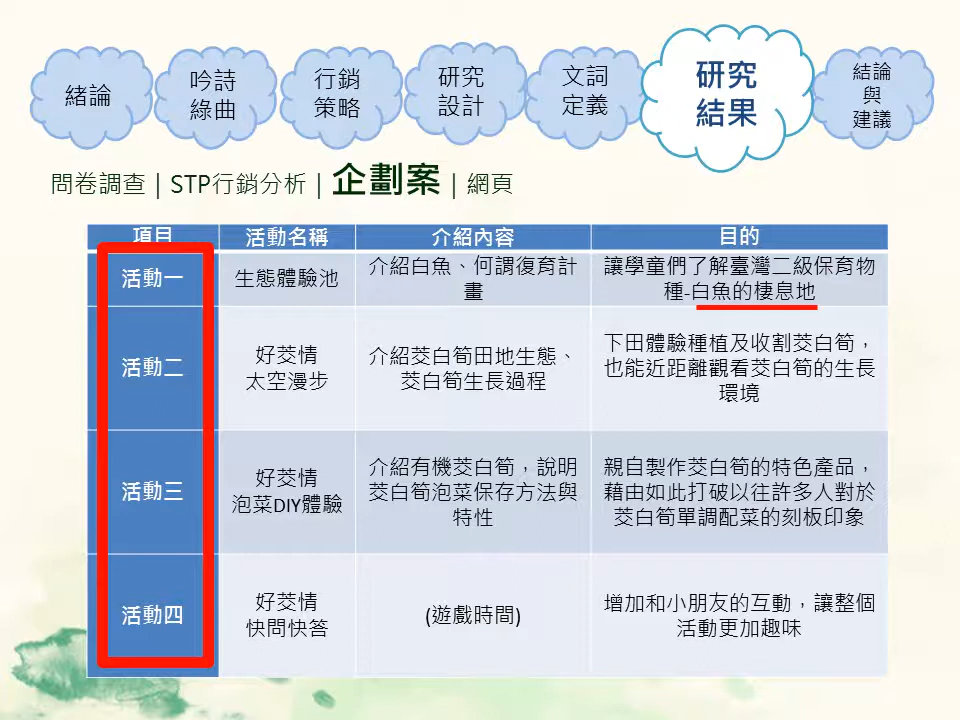 緒論
吟詩
綠曲
行銷
策略
研究
設計
文詞
定義
研究
結果
結論
與
建議
問卷調查 | STP行銷分析 | 企劃案 | 網頁
項目 活動名稱 介紹內容 目的
活動一
生態體驗池
介紹白魚、何謂復育計
畫
讓學童們了解臺灣二級保育物
種-白魚的棲息地
活動二
好茭情
太空漫步
介紹茭白筍田地生態、
茭白筍生長過程
下田體驗種植及收割茭白筍，
也能近距離觀看茭白筍的生長
環境
活動三
好茭情
泡菜DIY體驗
介紹有機茭白筍，說明
茭白筍泡菜保存方法與
特性
親自製作茭白筍的特色產品，
藉由如此打破以往許多人對於
茭白筍單調配菜的刻板印象
活動四
好茭情
快問快答
(遊戲時間)
增加和小朋友的互動，讓整個
活動更加趣味